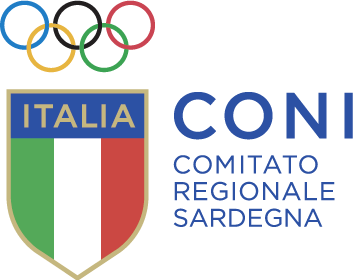 ITALIA
CONI
COMITATO
REGIONALE
SARDEGNA